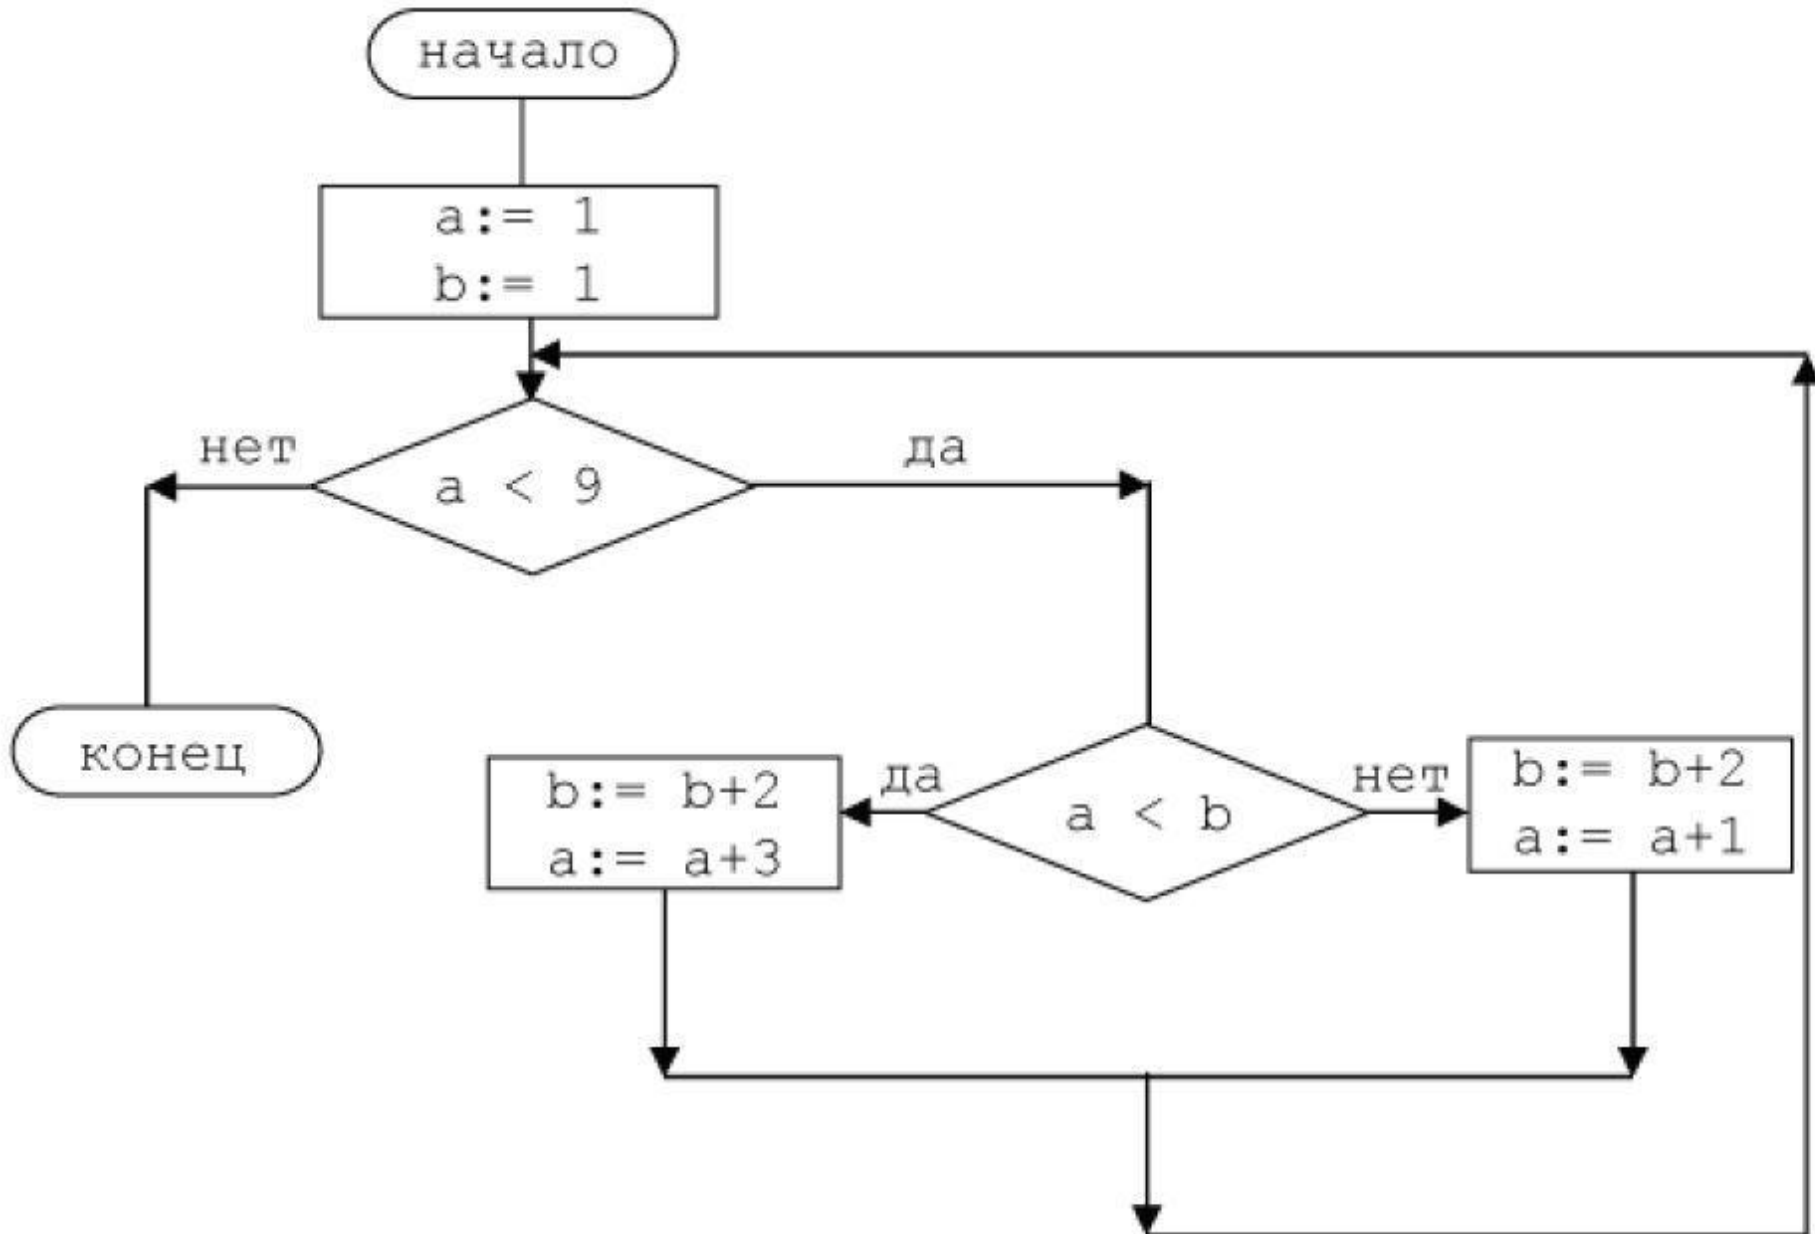 начало
a:= 1
b:= 1
нет
да
a < 9
конец
b:= b+2
a:= a+3
да
a < b
нет
b:= b+2
a:= a+1